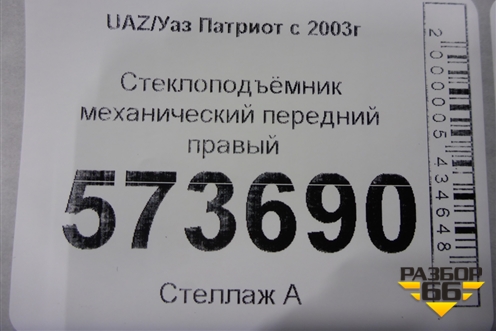 UAZ/Уаз Патриот с 2003г
Стеклоподъёмник
механический передний
правый
573690
Стеллаж А
2000005434648
РАЗБОР
66